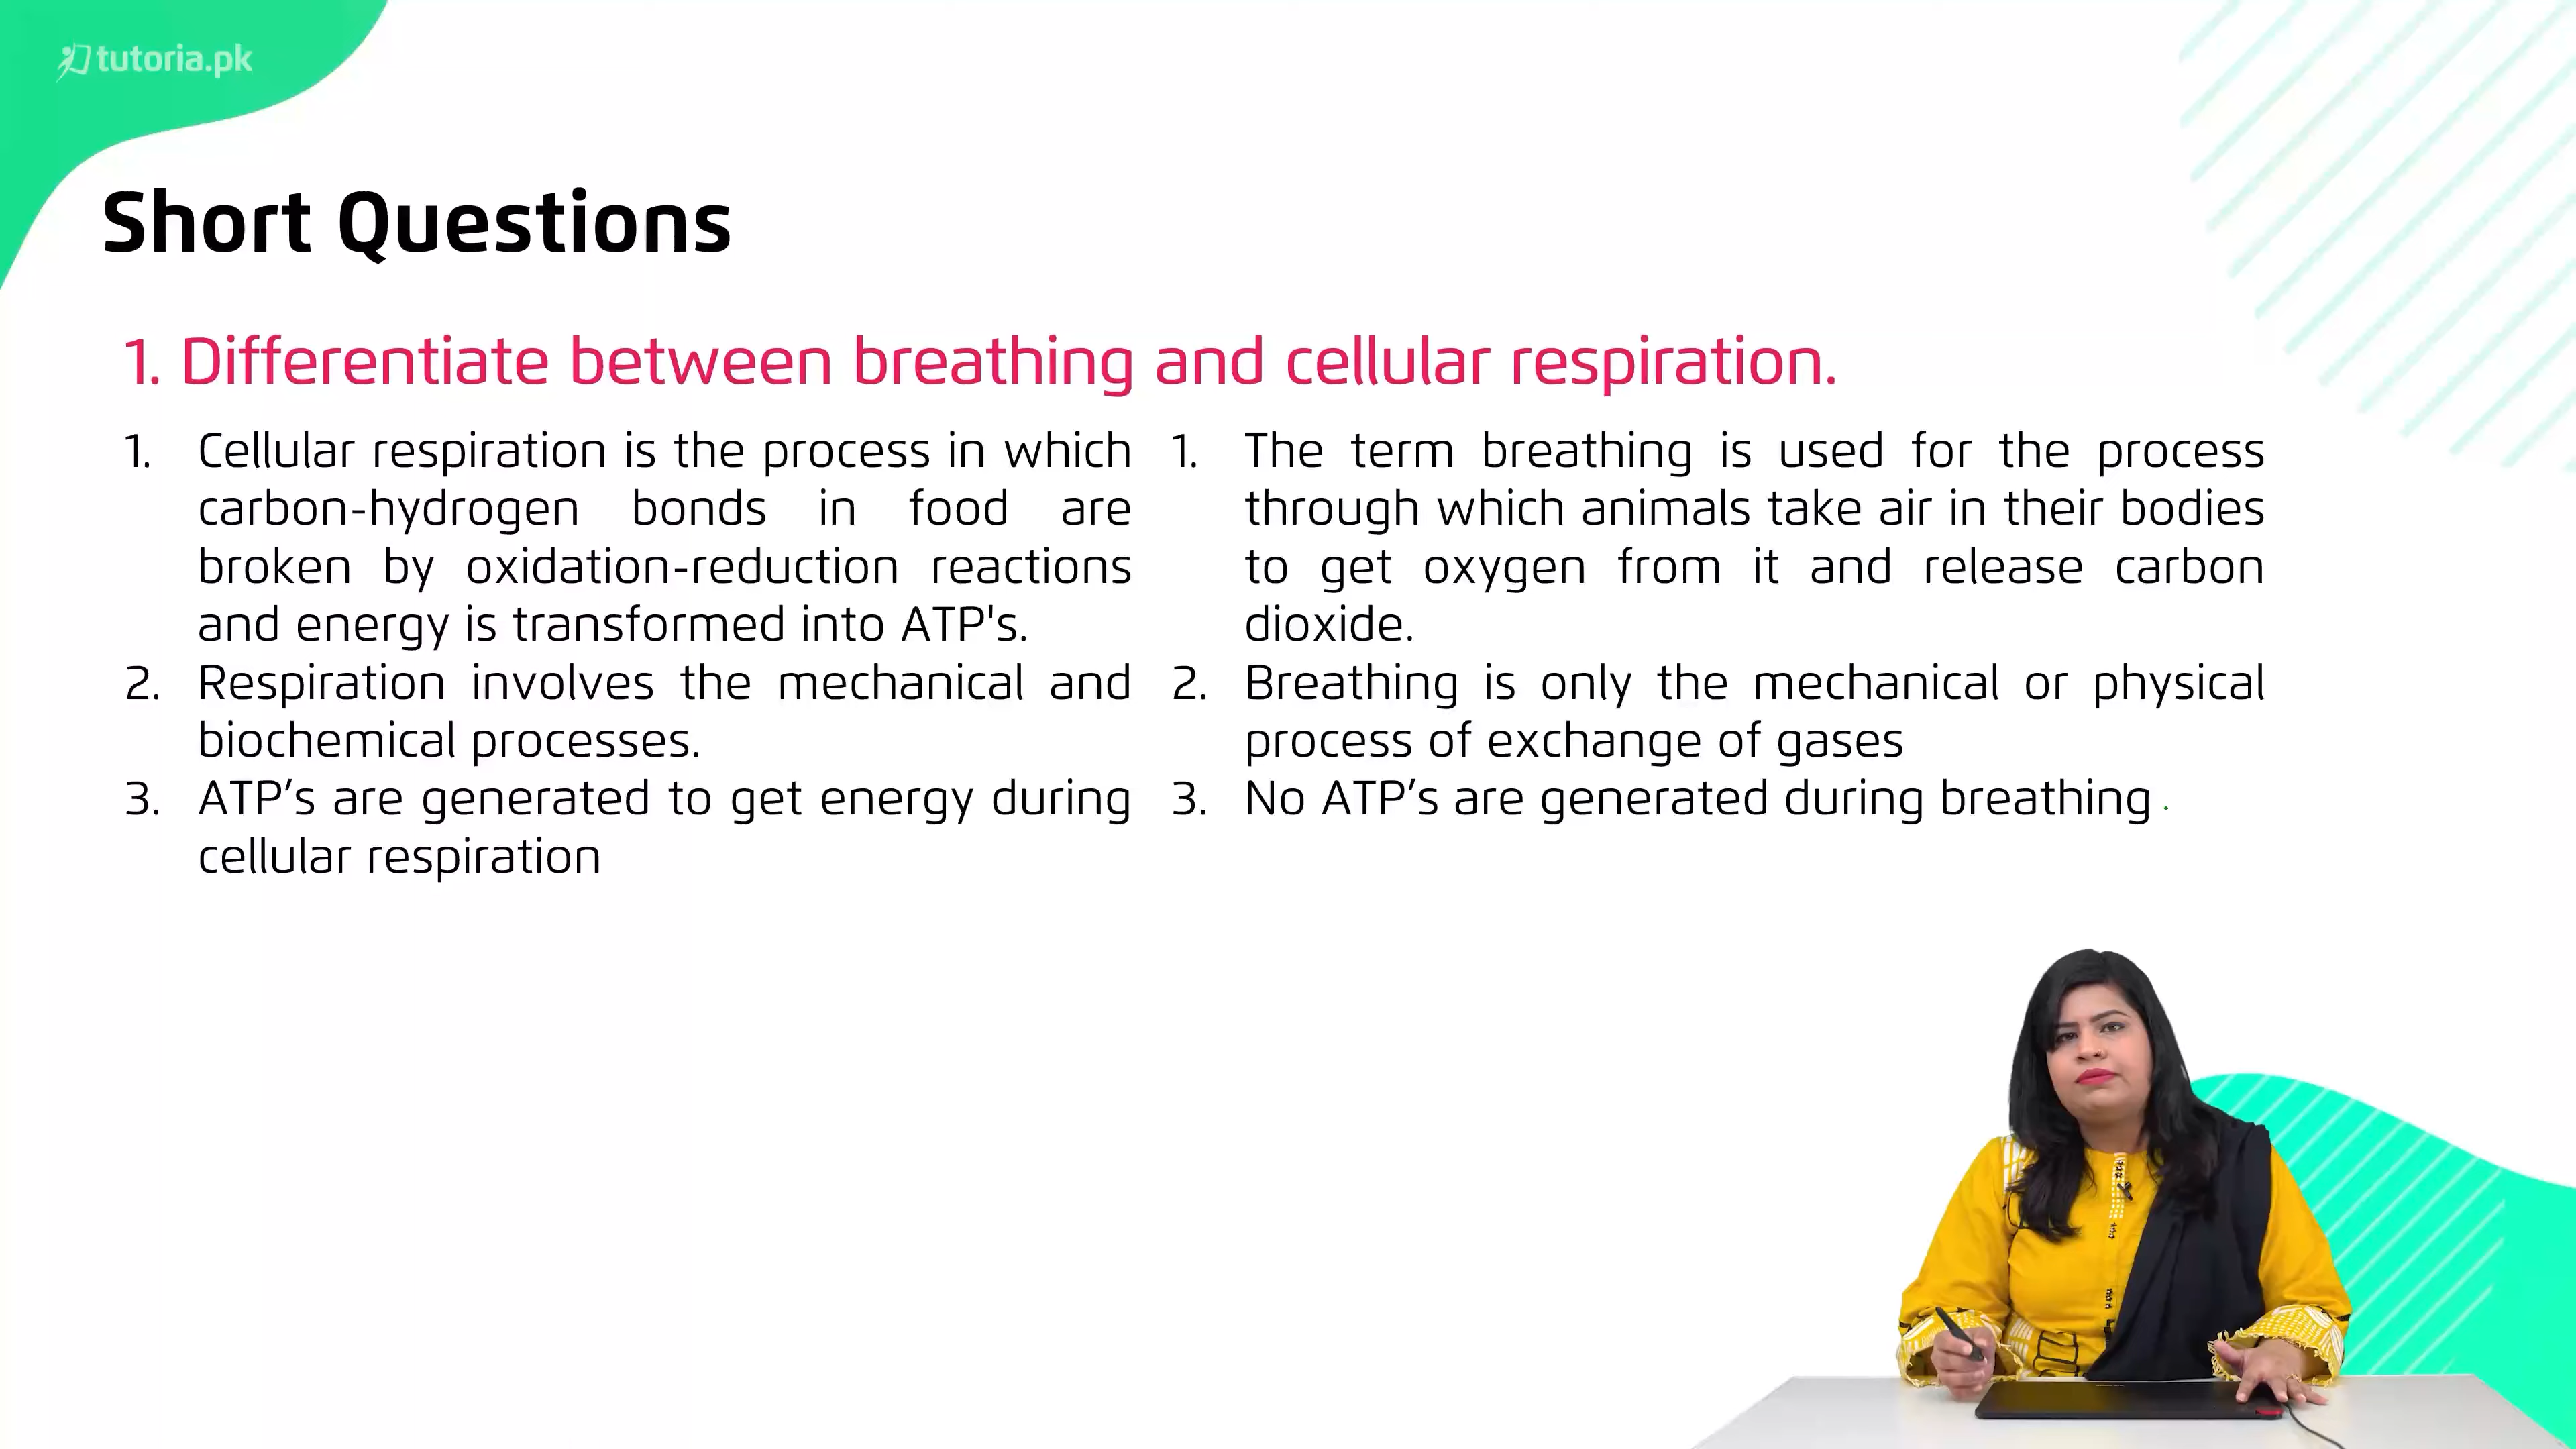 tutoria.pk
Short Questions
1. Differentiate between breathing and cellular respiration.
1. Cellular respiration is the process in which
carbon-hydrogen bonds in food are
broken by oxidation-reduction reactions
and energy is transformed into ATP's.
2. Respiration involves the mechanical and
biochemical processes.
3. ATP’s are generated to get energy during
cellular respiration
1. The term breathing is used for the process
through which animals take air in their bodies
to get oxygen from it and release carbon
dioxide.
2. Breathing is only the mechanical or physical
process of exchange of gases
3. No ATP’s are generated during breathing